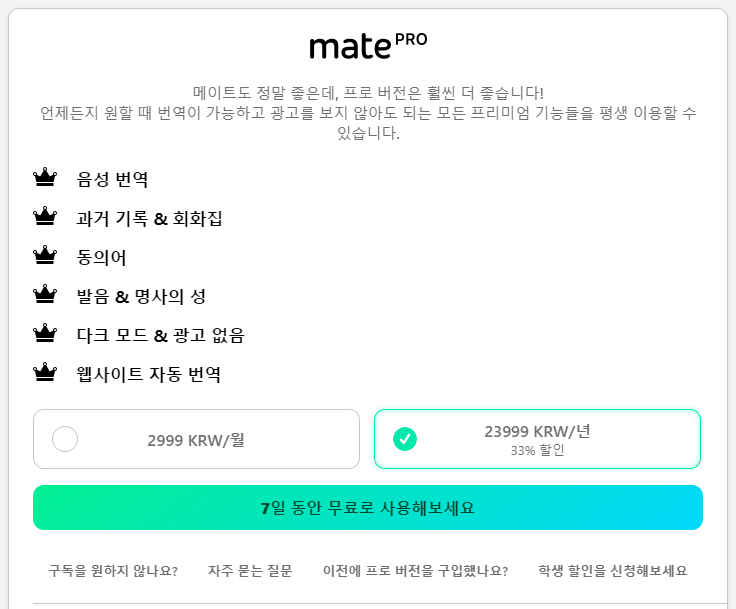 mate PRO
메이트도 정말 좋은데, 프로 버전은 훨씬 더 좋습니다!
언제든지 원할 때 번역이 가능하고 광고를 보지 않아도 되는 모든 프리미엄 기능들을 평생 이용할 수
있습니다.
음성 번역
과거 기록 & 회화집
동의어
발음 & 명사의 성
다크 모드 & 광고 없음
웹사이트 자동 번역
2999 KRW/월
23999 KRW/년
33% 할인
7일 동안 무료로 사용해보세요
구독을 원하지 않나요? 자주 묻는 질문 이전에 프로 버전을 구입했나요? 학생 할인을 신청해보세요